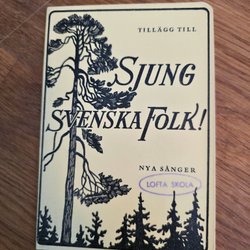 TILLÄGG TILL
SJUNG
SVENSKA FOLK!
NYA SÅNGER
LOFTA SKOLA